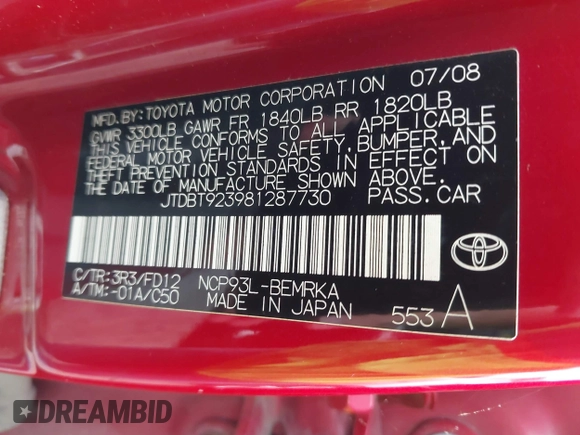 MFD. BY: TOYOTA MOTOR CORPORATION 07/08
GVWR 3300LB GAWR FR 1840LB RR 1820LB
THIS VEHICLE CONFORMS TO ALL APPLICABLE
FEDERAL MOTOR VEHICLE SAFETY, BUMPER, AND
THEFT PREVENTION STANDARDS IN EFFECT ON
THE DATE OF MANUFACTURE SHOWN ABOVE.
JTDBT923981287730 PASS. CAR
C/TR: 3R3/FD12 NCP93L-BEMRKA
A/TM: -01A/C50 MADE IN JAPAN 553 A
DREAMBID